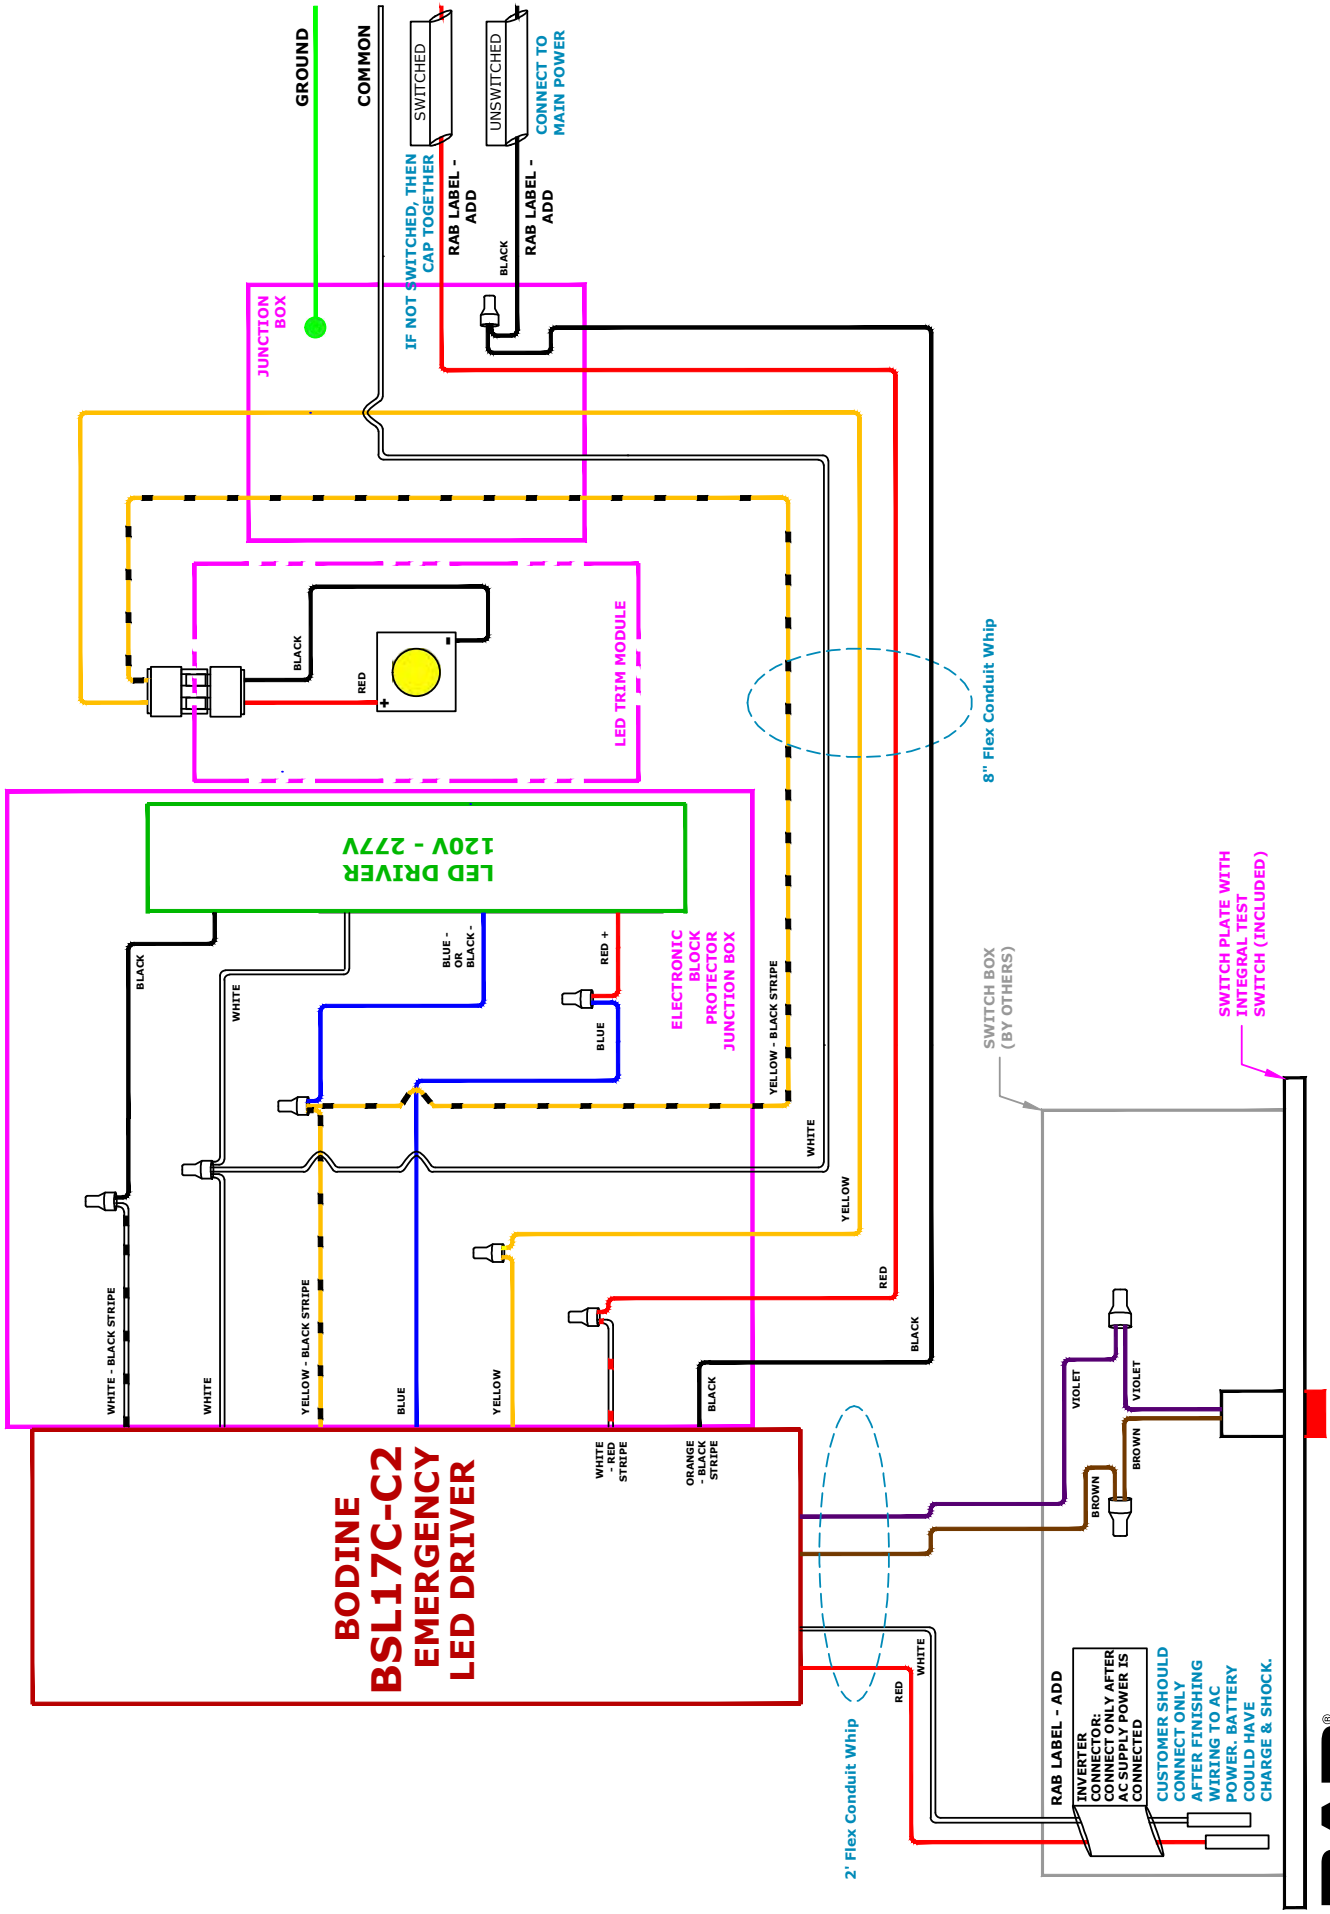 GROUND
COMMON
SWITCHED
UNSWITCHED
CONNECT TO
MAIN POWER
IF NOT SWITCHED, THEN
CAP TOGETHER
RAB LABEL -
ADD
BLACK
RAB LABEL -
ADD
JUNCTION
BOX
BLACK
RED
+
-
LED TRIM MODULE
8" Flex Conduit Whip
LED DRIVER
120V - 277V
BLACK
WHITE
BLUE -
OR
BLACK -
RED +
BLUE
ELECTRONIC
BLOCK
PROTECTOR
JUNCTION BOX
YELLOW - BLACK STRIPE
WHITE
YELLOW
RED
BLACK
WHITE - BLACK STRIPE
WHITE
YELLOW - BLACK STRIPE
BLUE
YELLOW
WHITE
- RED
STRIPE
BLACK
ORANGE
- BLACK
STRIPE
BODINE
BSL17C-C2
EMERGENCY
LED DRIVER
SWITCH BOX
(BY OTHERS)
SWITCH PLATE WITH
INTEGRAL TEST
SWITCH (INCLUDED)
VIOLET
VIOLET
BROWN
BROWN
WHITE
RED
2' Flex Conduit Whip
RAB LABEL - ADD
INVERTER
CONNECTOR:
CONNECT ONLY AFTER
AC SUPPLY POWER IS
CONNECTED
CUSTOMER SHOULD
CONNECT ONLY
AFTER FINISHING
WIRING TO AC
POWER. BATTERY
COULD HAVE
CHARGE & SHOCK.